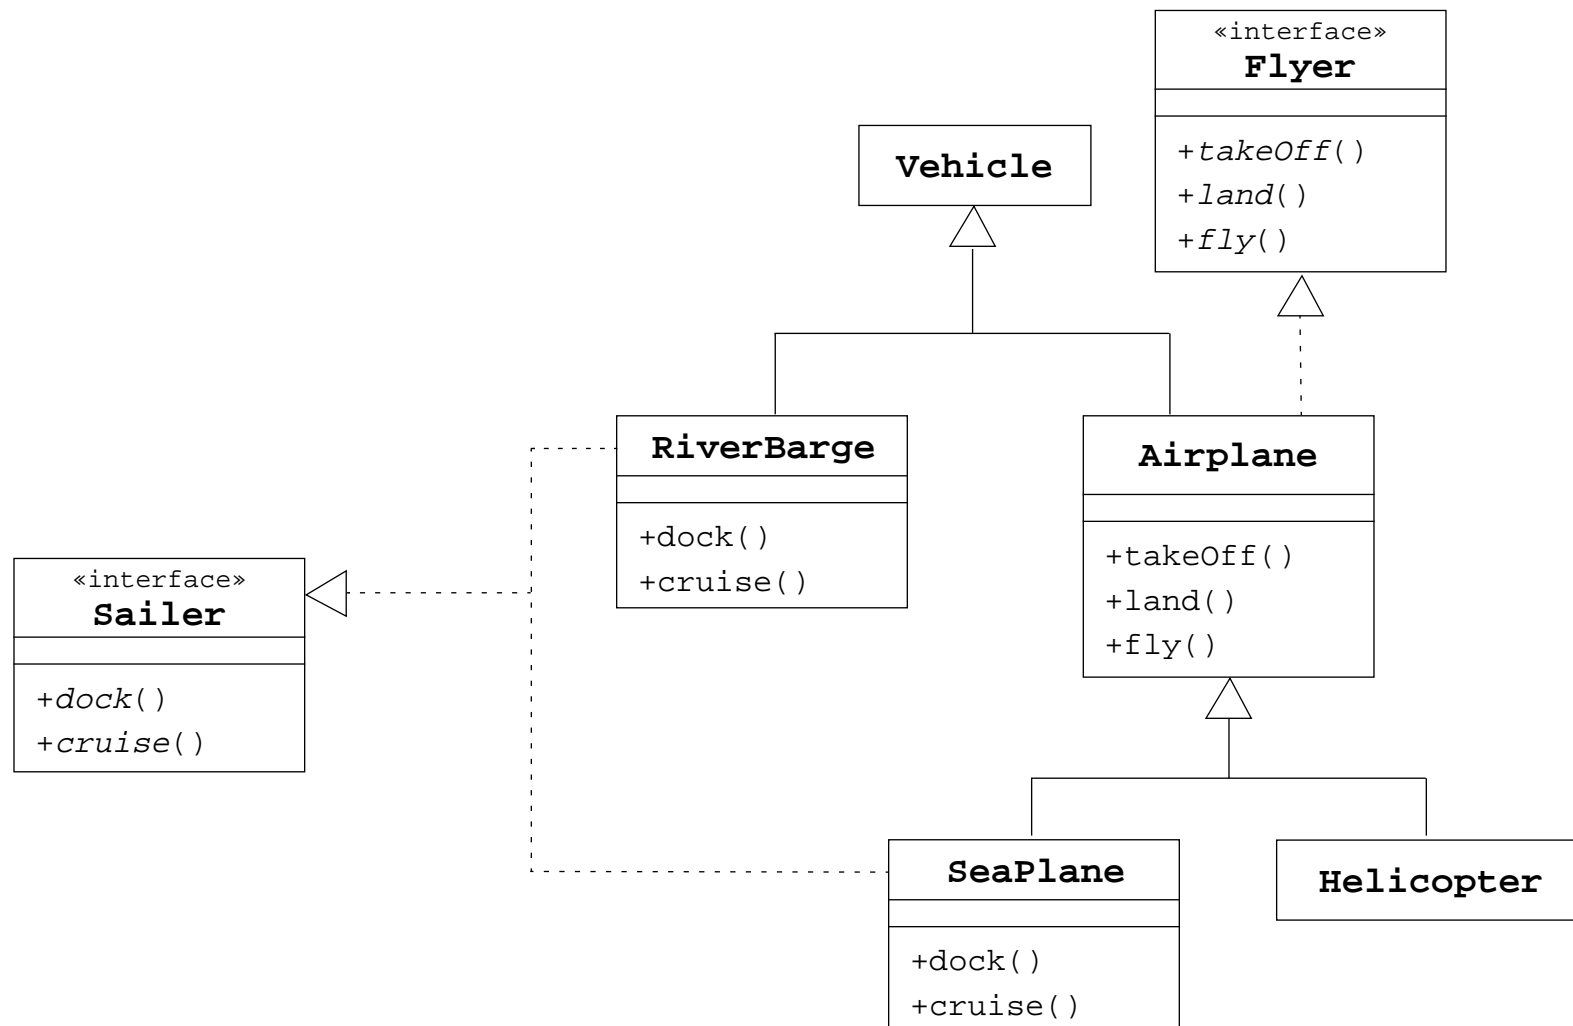 «interface»
Flyer
+takeOff()
+land()
+fly()
Vehicle
RiverBarge
+dock()
+cruise()
Airplane
+takeOff()
+land()
+fly()
«interface»
Sailer
+dock()
+cruise()
SeaPlane
+dock()
+cruise()
Helicopter